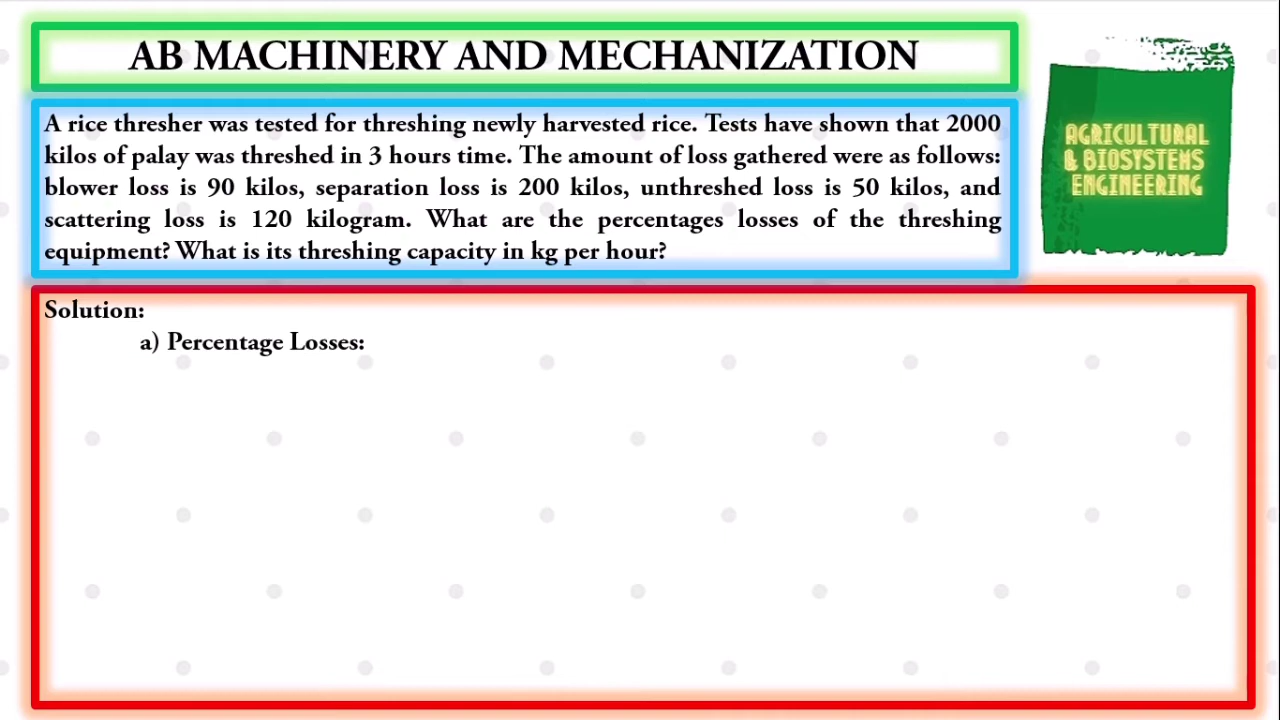 AB MACHINERY AND MECHANIZATION
A rice thresher was tested for threshing newly harvested rice. Tests have shown that 2000
kilos of palay was threshed in 3 hours time. The amount of loss gathered were as follows:
blower loss is 90 kilos, separation loss is 200 kilos, unthreshed loss is 50 kilos, and
scattering loss is 120 kilogram. What are the percentages losses of the threshing
equipment? What is its threshing capacity in kg per hour?
AGRICULTURAL
& BIOSYSTEMS
ENGINEERING
Solution:
a) Percentage Losses: